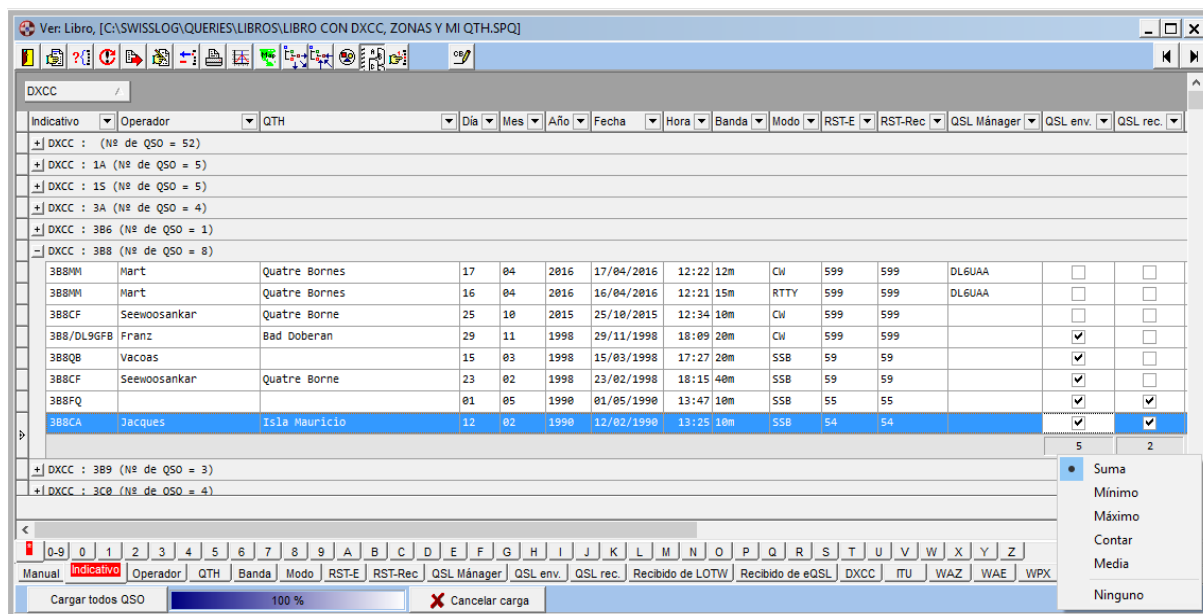 Ver: Libro, [C:\SWISSLOG\QUERIES\LIBROS\LIBRO CON DXCC, ZONAS Y MI QTH.SPQ]
DXCC
Indicativo Operador QTH Día Mes Año Fecha Hora Banda Modo RST-E RST-Rec QSL Mánager QSL env. QSL rec.
+ DXCC : (Nº de QSO = 52)
+ DXCC : 1A (Nº de QSO = 5)
+ DXCC : 1S (Nº de QSO = 5)
+ DXCC : 3A (Nº de QSO = 4)
+ DXCC : 3B6 (Nº de QSO = 1)
- DXCC : 3B8 (Nº de QSO = 8)
3B8MM Mart Quatre Bornes 17 04 2016 17/04/2016 12:22 12m CW 599 599 DL6UAA
3B8MM Mart Quatre Bornes 16 04 2016 16/04/2016 12:21 15m RTTY 599 599 DL6UAA
3B8CF Seewoosankar Quatre Borne 25 10 2015 25/10/2015 12:34 10m CW 599 599
3B8/DL9GFB Franz Bad Doberan 29 11 1998 29/11/1998 18:09 20m CW 599 599
3B8QB Vacoas 15 03 1998 15/03/1998 17:27 20m SSB 59 59
3B8CF Seewoosankar Quatre Borne 23 02 1998 23/02/1998 18:15 40m SSB 59 59
3B8FQ 01 05 1990 01/05/1990 13:47 10m SSB 55 55
3B8CA Jacques Isla Mauricio 12 02 1990 12/02/1990 13:25 10m SSB 54 54
5 2
+ DXCC : 3B9 (Nº de QSO = 3)
+ DXCC : 3C0 (Nº de QSO = 4)
Suma
Mínimo
Máximo
Contar
Media
Ninguno
* 0-9 0 1 2 3 4 5 6 7 8 9 A B C D E F G H I J K L M N O P Q R S T U V W X Y Z
Manual Indicativo Operador QTH Banda Modo RST-E RST-Rec QSL Mánager QSL env. QSL rec. Recibido de LOTW Recibido de eQSL DXCC ITU WAZ WAE WPX
Cargar todos QSO 100 % Cancelar carga